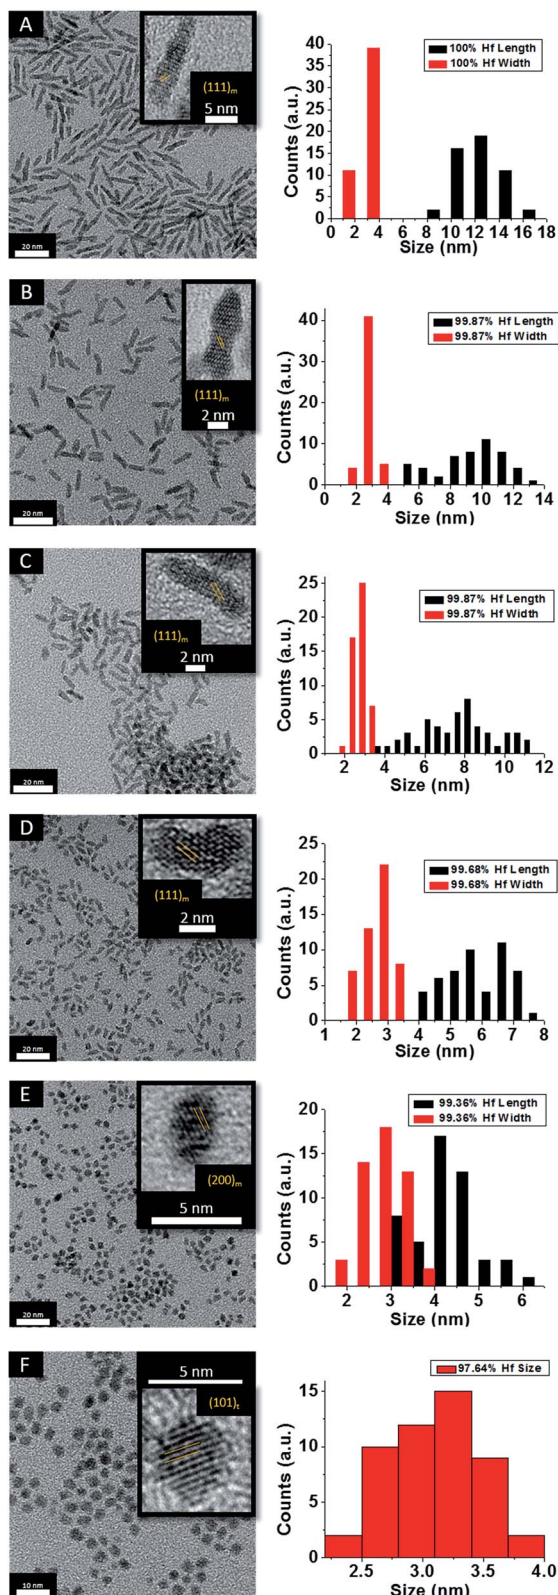 A
(111)m
5 nm
20 nm
Counts (a.u.)
40
35
30
25
20
15
10
5
0
100% Hf Length
100% Hf Width
0 2 4 6 8 10 12 14 16 18
Size (nm)
B
(111)m
2 nm
20 nm
Counts (a.u.)
40
30
20
10
0
99.87% Hf Length
99.87% Hf Width
0 2 4 6 8 10 12 14
Size (nm)
C
(111)m
2 nm
20 nm
Counts (a.u.)
25
20
15
10
5
0
99.87% Hf Length
99.87% Hf Width
2 4 6 8 10 12
Size (nm)
D
(111)m
2 nm
20 nm
Counts (a.u.)
25
20
15
10
5
0
99.68% Hf Length
99.68% Hf Width
1 2 3 4 5 6 7 8
Size (nm)
E
(200)m
5 nm
20 nm
Counts (a.u.)
20
15
10
5
0
99.36% Hf Length
99.36% Hf Width
2 3 4 5 6
Size (nm)
F
5 nm
(101)t
10 nm
Counts (a.u.)
15
10
5
0
97.64% Hf Size
2.5 3.0 3.5 4.0
Size (nm)